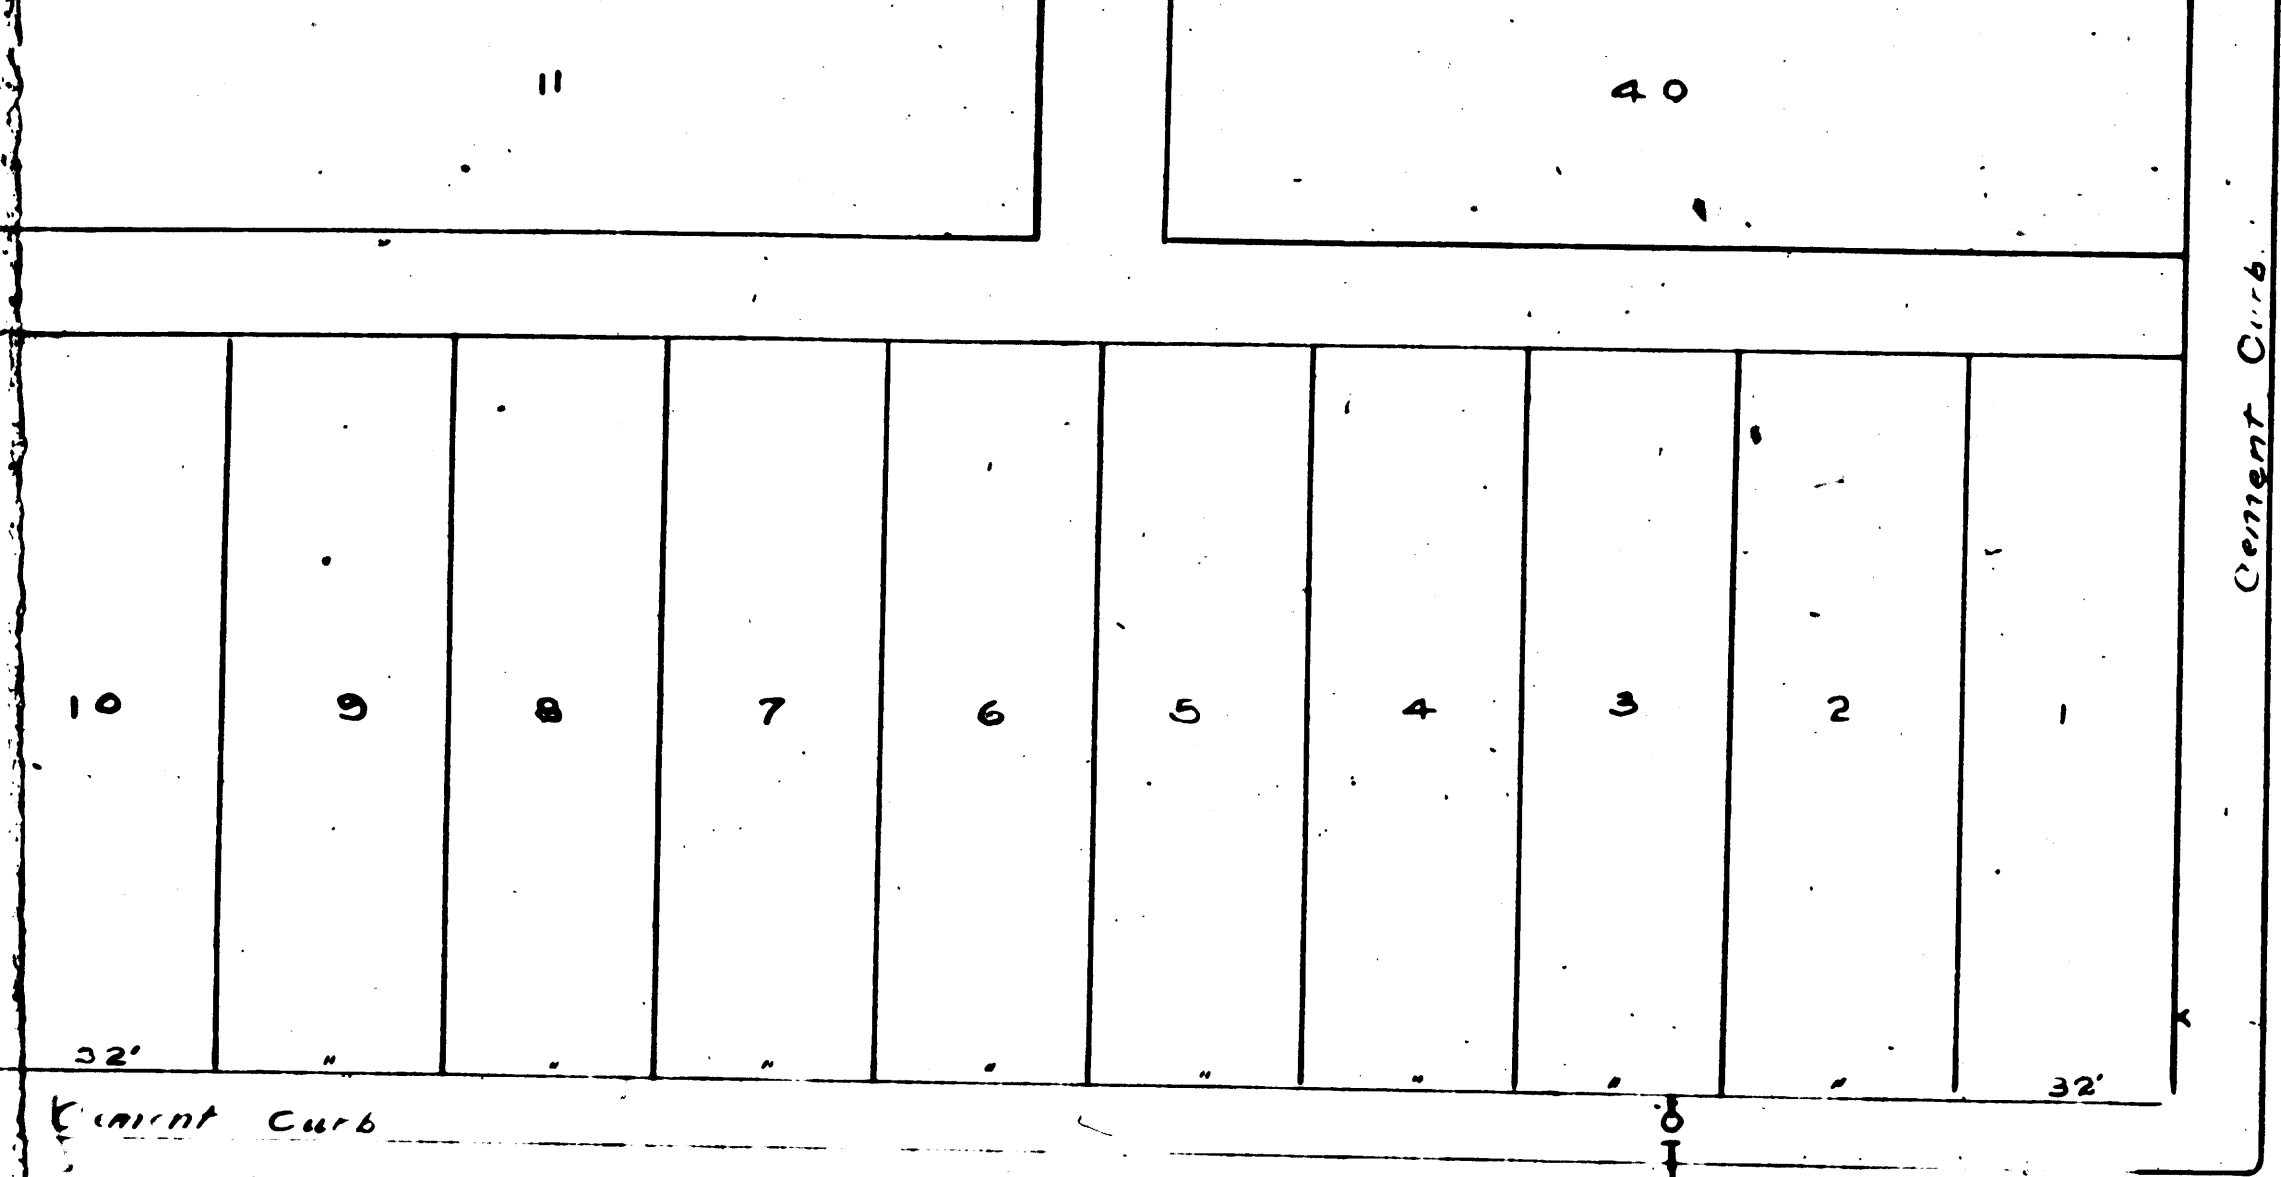 11 40
10 9 8 7 6 5 4 3 2 1
32' " " " " " " " " 32'
Cement Curb
Cement Curb